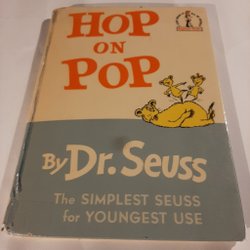 HOP
ON
POP
By Dr. Seuss
The SIMPLEST SEUSS
for YOUNGEST USE